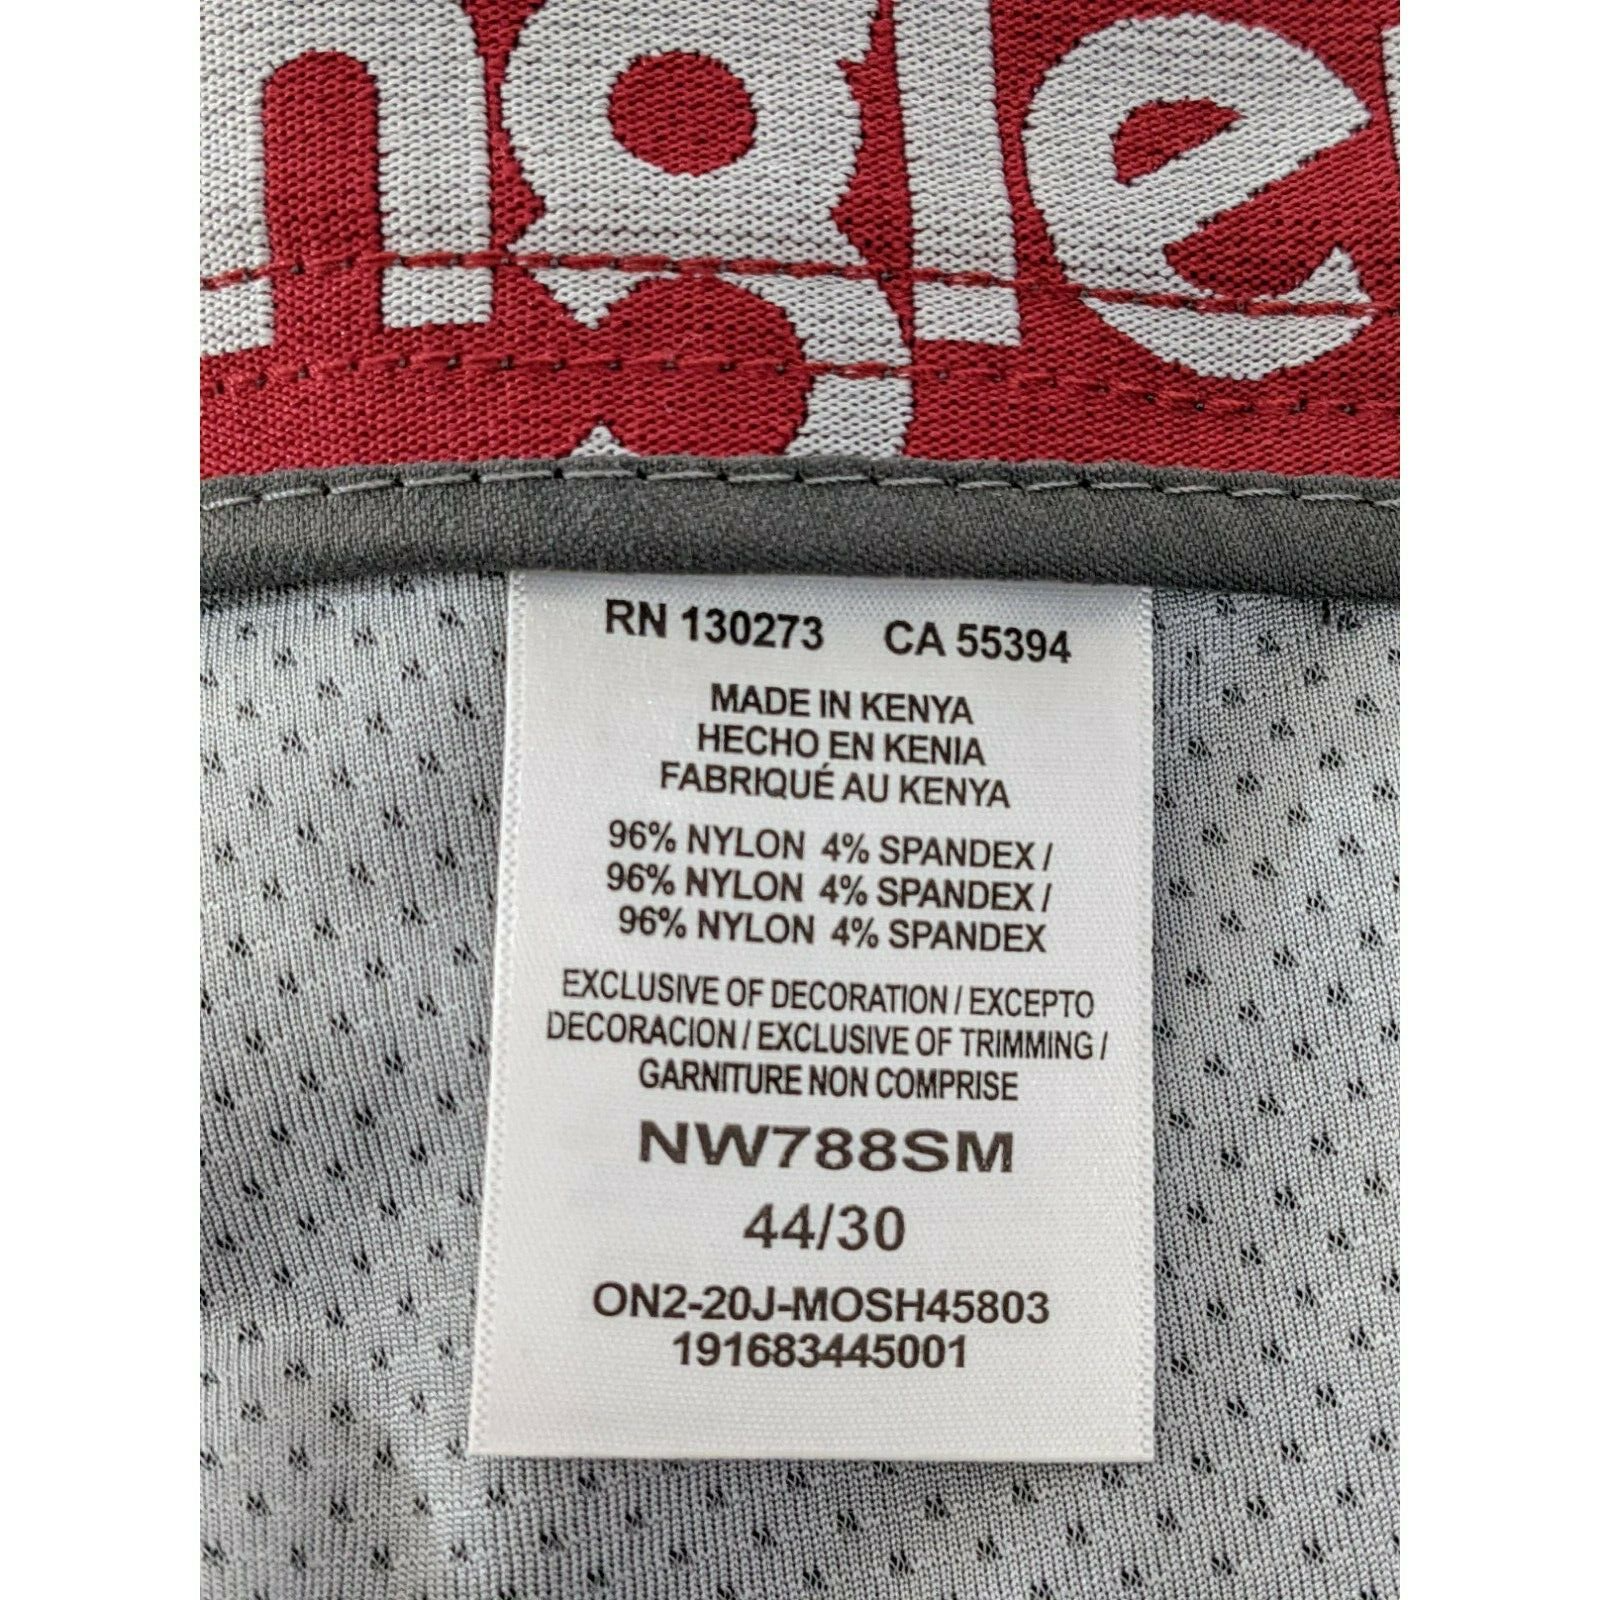 ngler
RN 130273 CA 55394
MADE IN KENYA
HECHO EN KENIA
FABRIQUÉ AU KENYA
96% NYLON 4% SPANDEX /
96% NYLON 4% SPANDEX /
96% NYLON 4% SPANDEX
EXCLUSIVE OF DECORATION / EXCEPTO
DECORACION / EXCLUSIVE OF TRIMMING /
GARNITURE NON COMPRISE
NW788SM
44/30
ON2-20J-MOSH45803
191683445001